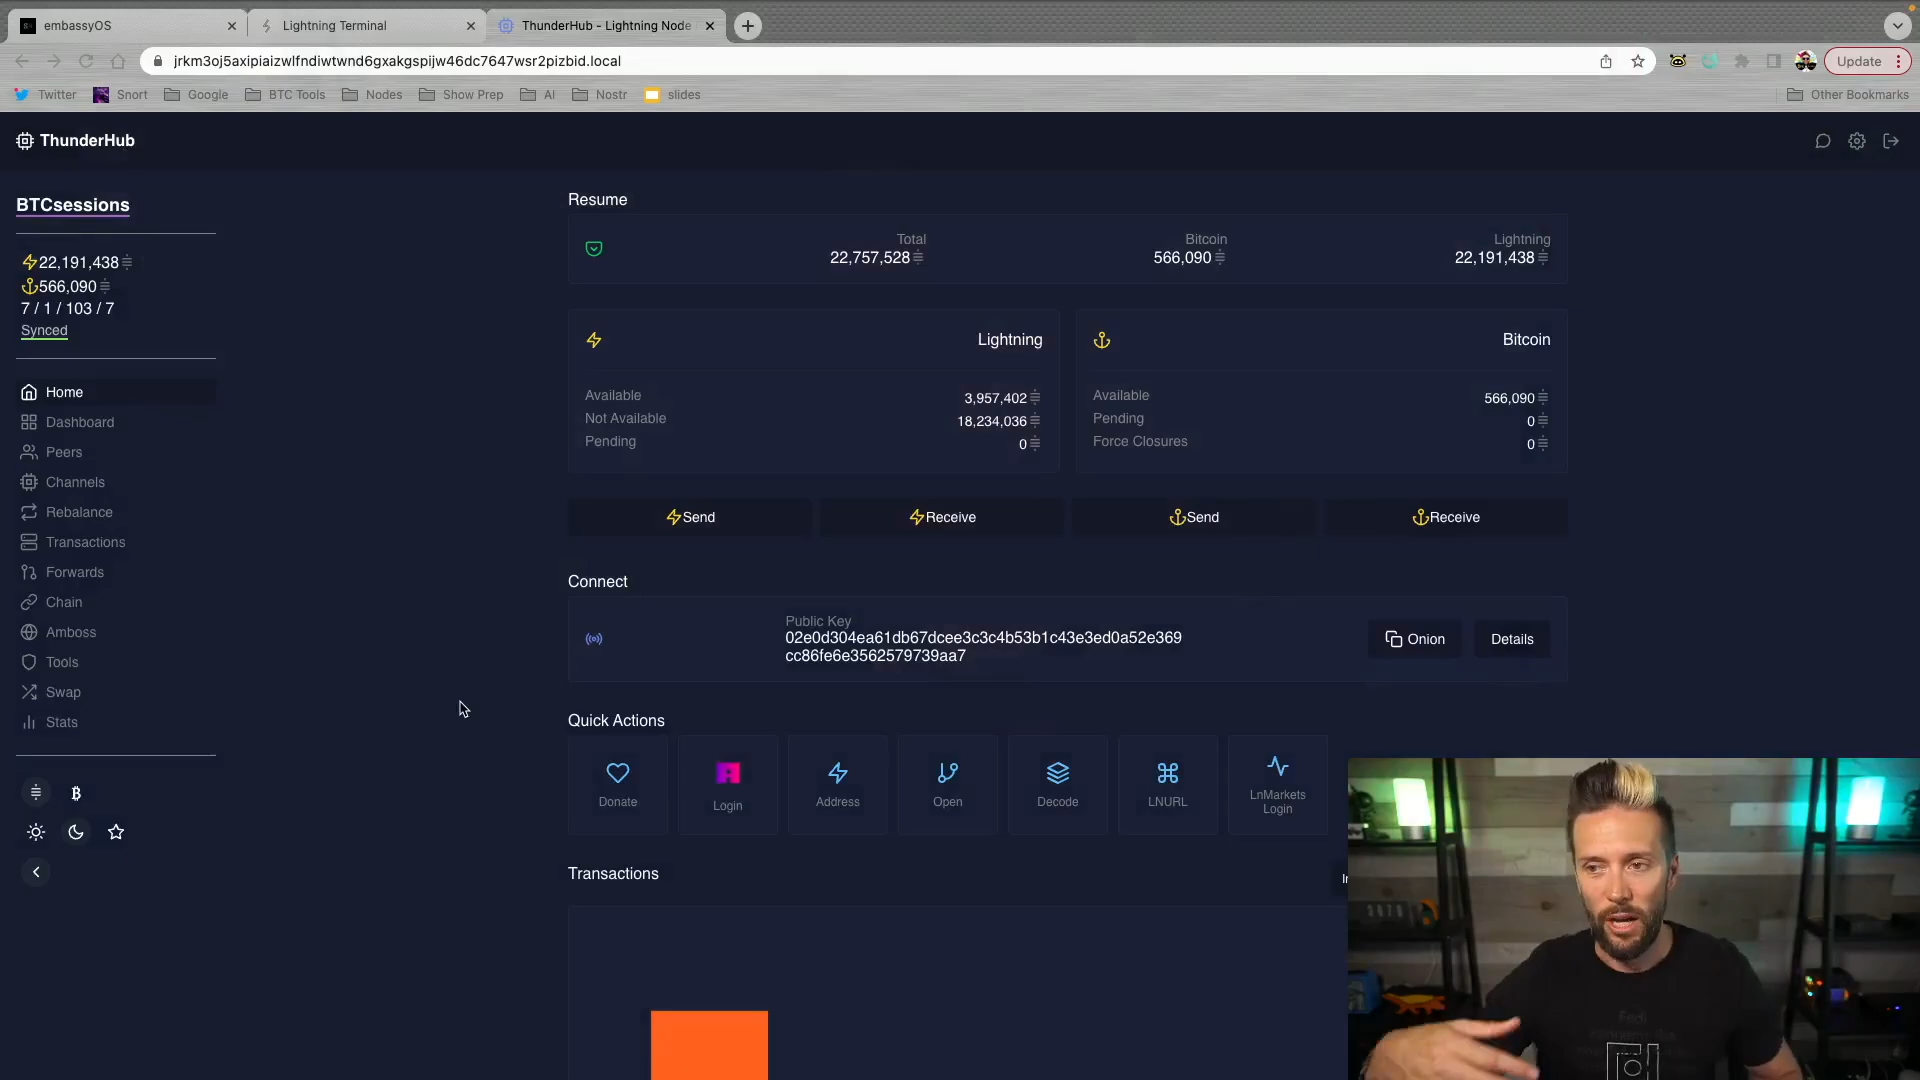 embassyOS
Lightning Terminal
ThunderHub - Lightning Node
jrkm3oj5axipiaizwlfndiwtwnd6gxakgspijw46dc7647wsr2pizbid.local
Update
Twitter
Snort
Google
BTC Tools
Nodes
Show Prep
AI
Nostr
slides
Other Bookmarks
ThunderHub
BTCsessions
22,191,438
566,090
7 / 1 / 103 / 7
Synced
Home
Dashboard
Peers
Channels
Rebalance
Transactions
Forwards
Chain
Amboss
Tools
Swap
Stats
Resume
Total
22,757,528
Bitcoin
566,090
Lightning
22,191,438
Lightning
Available 3,957,402
Not Available 18,234,036
Pending 0
Bitcoin
Available 566,090
Pending 0
Force Closures 0
Send
Receive
Send
Receive
Connect
Public Key
02e0d304ea61db67dcee3c3c4b53b1c43e3ed0a52e369
cc86fe6e3562579739aa7
Onion
Details
Quick Actions
Donate
Login
Address
Open
Decode
LNURL
LnMarkets
Login
Transactions